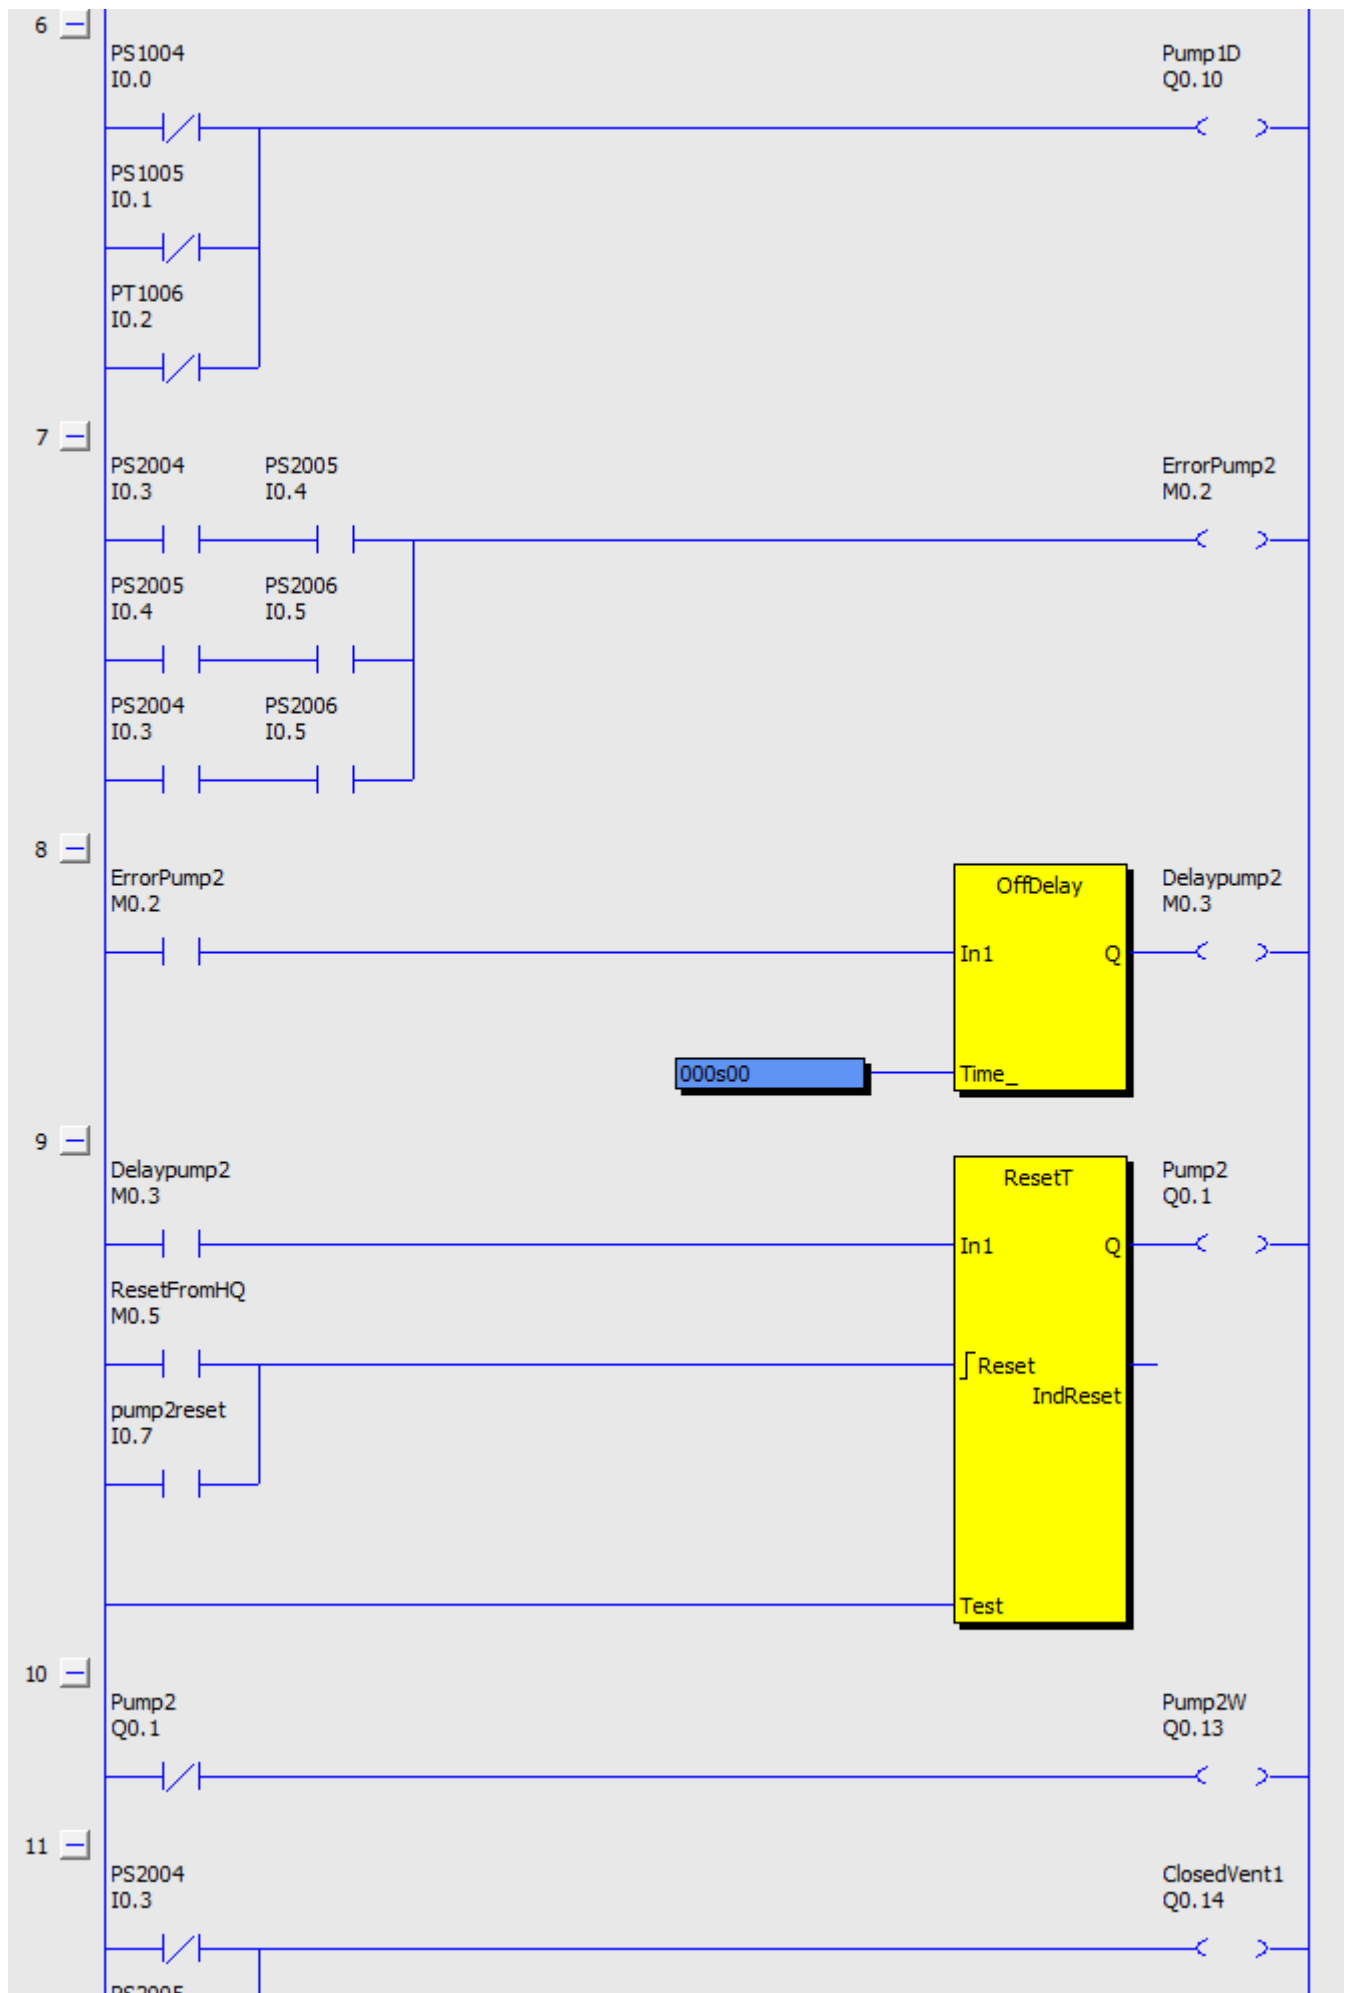 6
PS1004
I0.0
Pump1D
Q0.10
PS1005
I0.1
PT1006
I0.2
7
PS2004 PS2005
I0.3 I0.4
ErrorPump2
M0.2
PS2005 PS2006
I0.4 I0.5
PS2004 PS2006
I0.3 I0.5
8
ErrorPump2
M0.2
OffDelay
In1 Q
Time_
000s00
Delaypump2
M0.3
9
Delaypump2
M0.3
ResetT
In1 Q
Reset
IndReset
Test
Pump2
Q0.1
ResetFromHQ
M0.5
pump2reset
I0.7
10
Pump2
Q0.1
Pump2W
Q0.13
11
PS2004
I0.3
ClosedVent1
Q0.14
PS2005